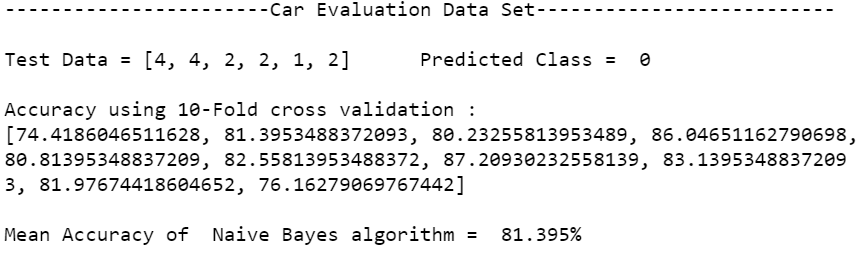 -----------------------Car Evaluation Data Set--------------------------
Test Data = [4, 4, 2, 2, 1, 2]      Predicted Class =  0
Accuracy using 10-Fold cross validation :
[74.4186046511628, 81.3953488372093, 80.23255813953489, 86.04651162790698,
80.81395348837209, 82.55813953488372, 87.20930232558139, 83.1395348837209
3, 81.97674418604652, 76.16279069767442]
Mean Accuracy of  Naive Bayes algorithm =  81.395%